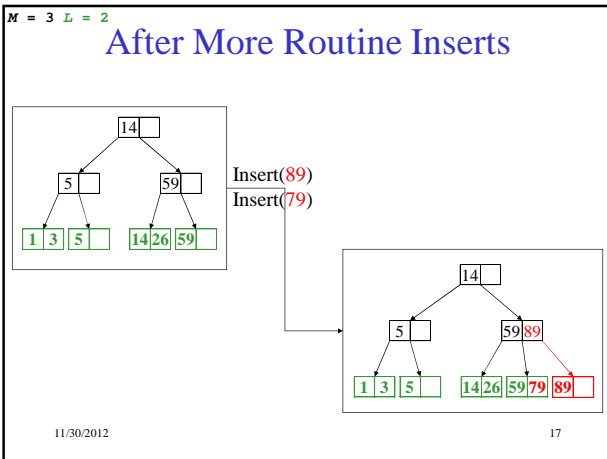 M = 3 L = 2
After More Routine Inserts
14
5 59
1 3 5 14 26 59
Insert(89)
Insert(79)
14
5 59 89
1 3 5 14 26 59 79 89
11/30/2012 17